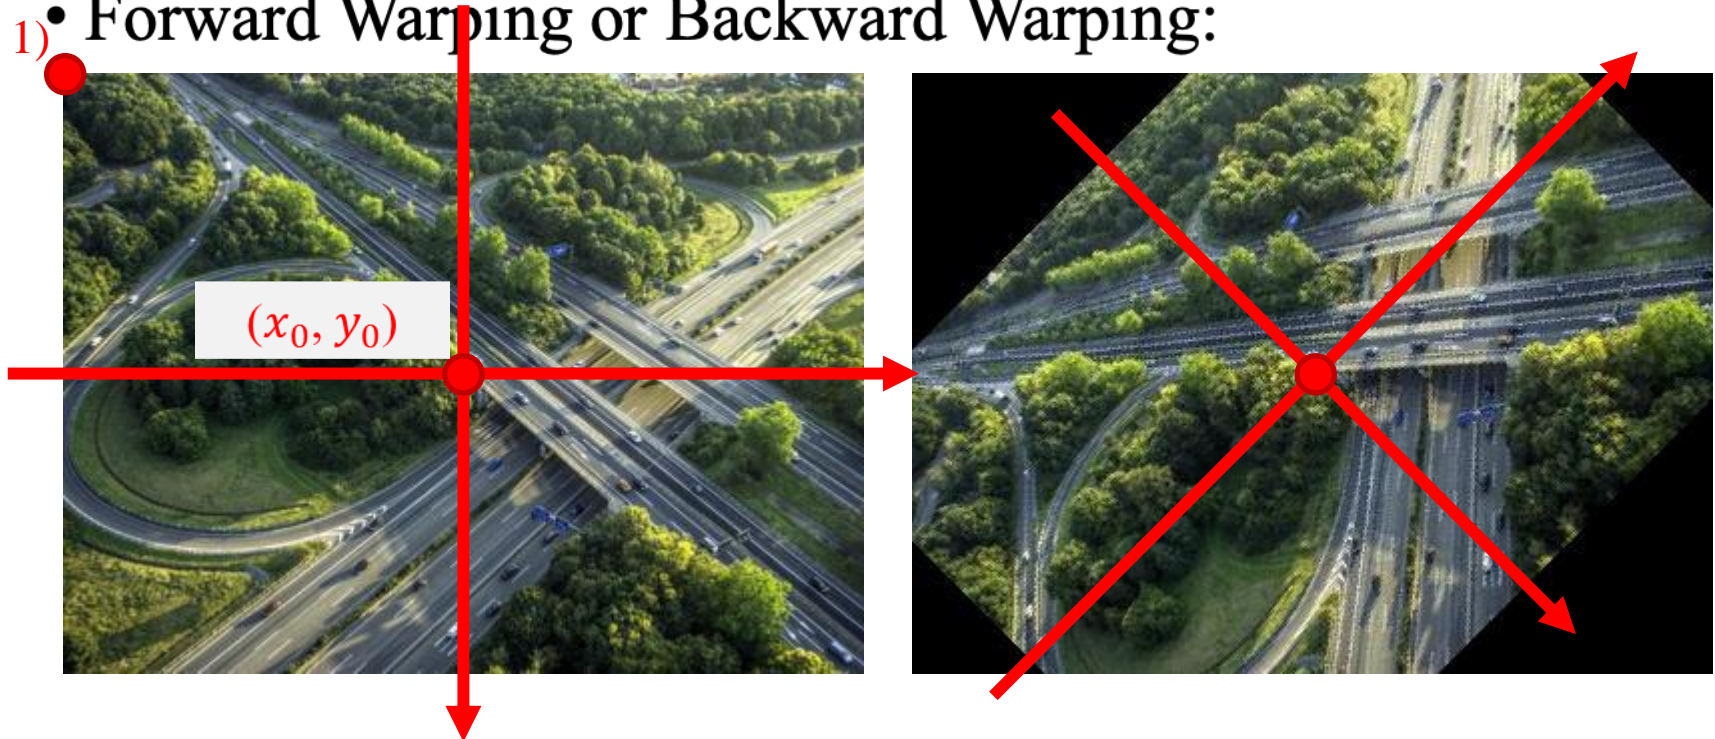 • Forward Warping or Backward Warping:
1)
(x₀, y₀)